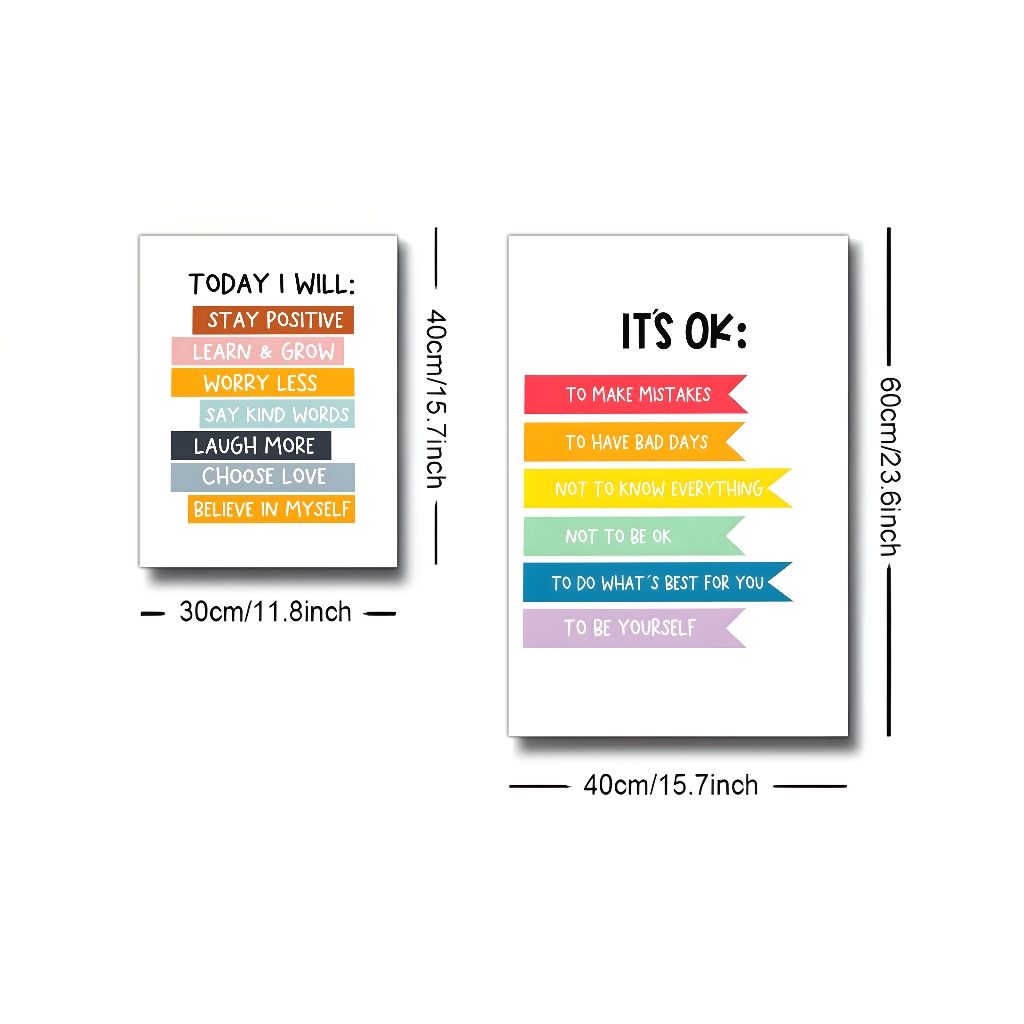 TODAY I WILL:
STAY POSITIVE
LEARN & GROW
WORRY LESS
SAY KIND WORDS
LAUGH MORE
CHOOSE LOVE
BELIEVE IN MYSELF
40cm/15.7inch
30cm/11.8inch
IT'S OK:
TO MAKE MISTAKES
TO HAVE BAD DAYS
NOT TO KNOW EVERYTHING
NOT TO BE OK
TO DO WHAT'S BEST FOR YOU
TO BE YOURSELF
60cm/23.6inch
40cm/15.7inch